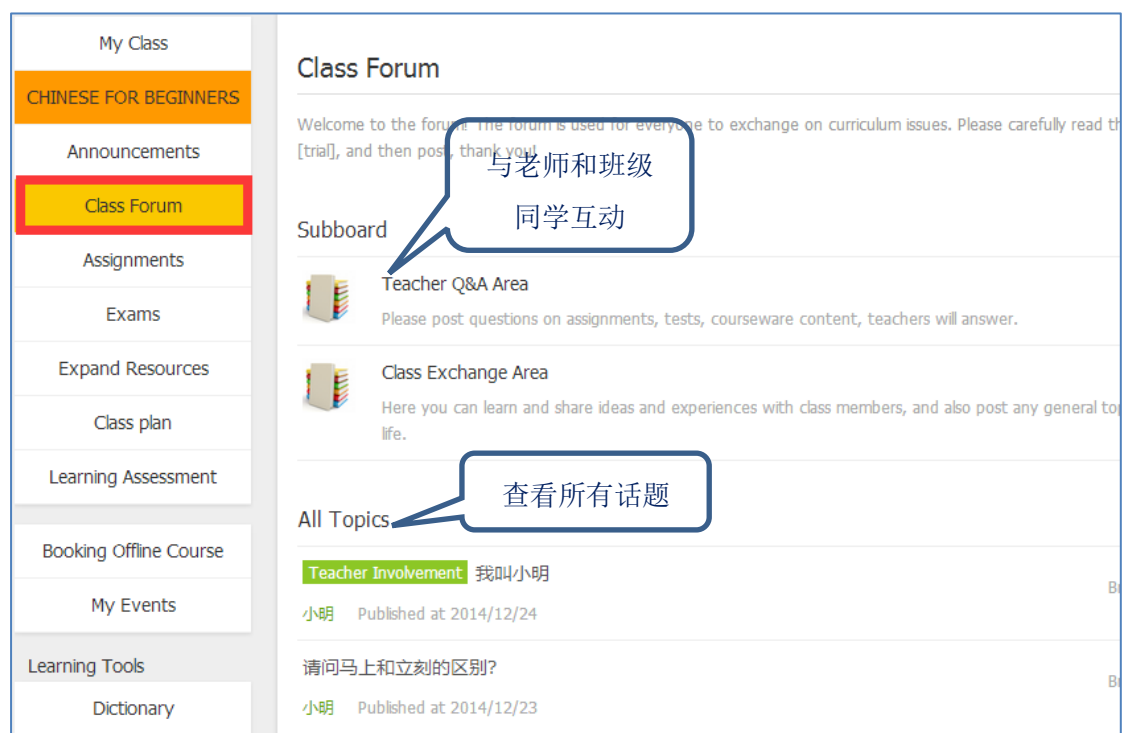 My Class
CHINESE FOR BEGINNERS
Announcements
Class Forum
Assignments
Exams
Expand Resources
Class plan
Learning Assessment
Booking Offline Course
My Events
Learning Tools
Dictionary
Class Forum
Welcome to the forum! The forum is used for everyone to exchange on curriculum issues. Please carefully read
[trial], and then post, thank you!
与老师和班级
同学互动
Subboard
Teacher Q&A Area
Please post questions on assignments, tests, courseware content, teachers will answer.
Class Exchange Area
Here you can learn and share ideas and experiences with class members, and also post any general
life.
查看所有话题
All Topics
Teacher Involvement 我叫小明
小明 Published at 2014/12/24
请问马上和立刻的区别?
小明 Published at 2014/12/23